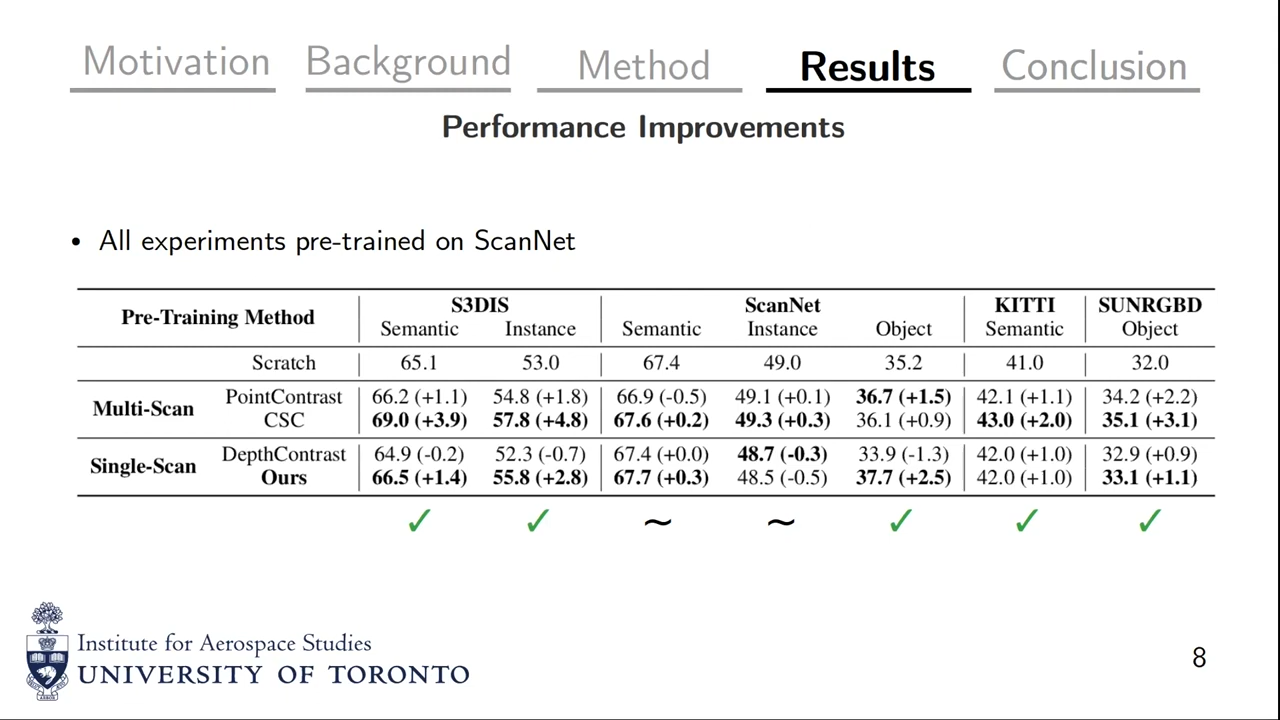 Motivation Background Method Results Conclusion
Performance Improvements
• All experiments pre-trained on ScanNet
Pre-Training Method S3DIS ScanNet KITTI SUNRGBD
Semantic Instance Semantic Instance Object Semantic Object
Scratch 65.1 53.0 67.4 49.0 35.2 41.0 32.0
Multi-Scan PointContrast 66.2 (+1.1) 54.8 (+1.8) 66.9 (-0.5) 49.1 (+0.1) 36.7 (+1.5) 42.1 (+1.1) 34.2 (+2.2)
CSC 69.0 (+3.9) 57.8 (+4.8) 67.6 (+0.2) 49.3 (+0.3) 36.1 (+0.9) 43.0 (+2.0) 35.1 (+3.1)
Single-Scan DepthContrast 64.9 (-0.2) 52.3 (-0.7) 67.4 (+0.0) 48.7 (-0.3) 33.9 (-1.3) 42.0 (+1.0) 32.9 (+0.9)
Ours 66.5 (+1.4) 55.8 (+2.8) 67.7 (+0.3) 48.5 (-0.5) 37.7 (+2.5) 42.0 (+1.0) 33.1 (+1.1)
✓ ✓ ~ ~ ✓ ✓ ✓
Institute for Aerospace Studies
UNIVERSITY OF TORONTO
8